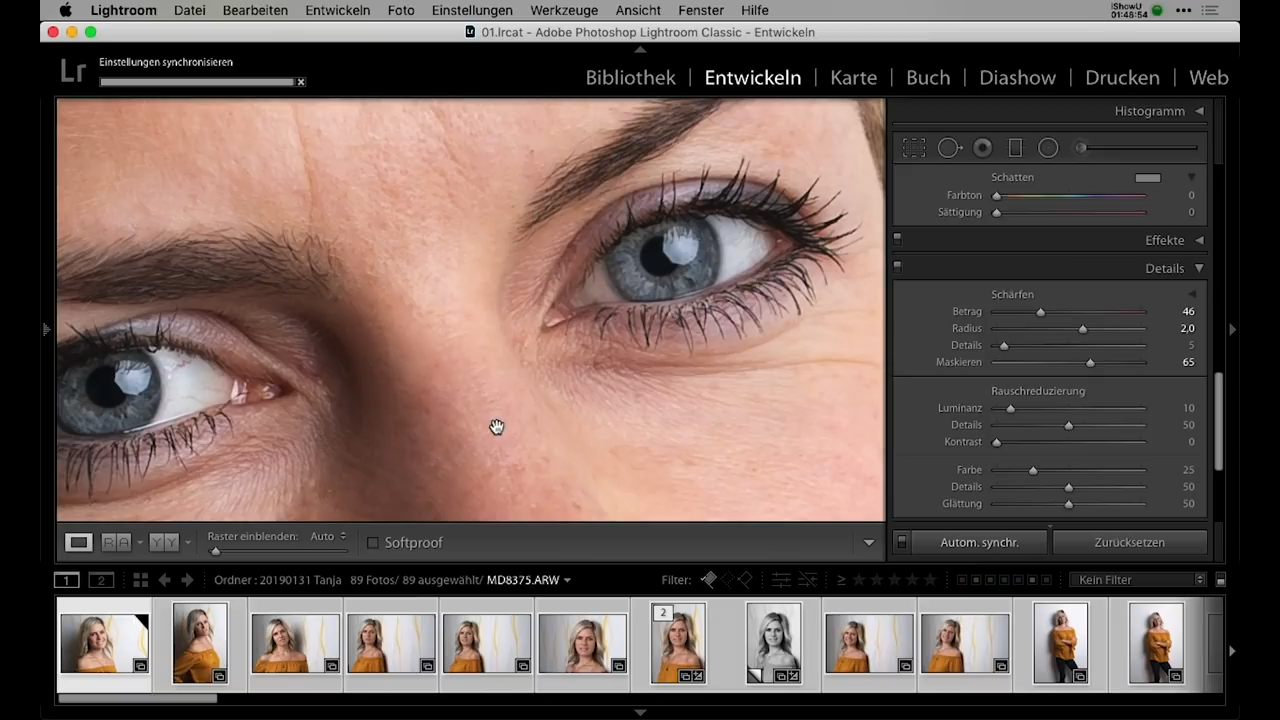 Lightroom Datei Bearbeiten Entwickeln Foto Einstellungen Werkzeuge Ansicht Fenster Hilfe
iShowU
01:48:54
01.lrcat - Adobe Photoshop Lightroom Classic - Entwickeln
Lr
Einstellungen synchronisieren
Bibliothek | Entwickeln | Karte | Buch | Diashow | Drucken | Web
Histogramm
Schatten
Farbton 0
Sättigung 0
Effekte
Details
Schärfen
Betrag 46
Radius 2,0
Details 5
Maskieren 65
Rauschreduzierung
Luminanz 10
Details 50
Kontrast 0
Farbe 25
Details 50
Glättung 50
R A Y Y Raster einblenden: Auto Softproof
Autom. synchr. Zurücksetzen
1 2 Ordner : 20190131 Tanja 89 Fotos/ 89 ausgewählt/ MD8375.ARW Filter: ≥ Kein Filter
2